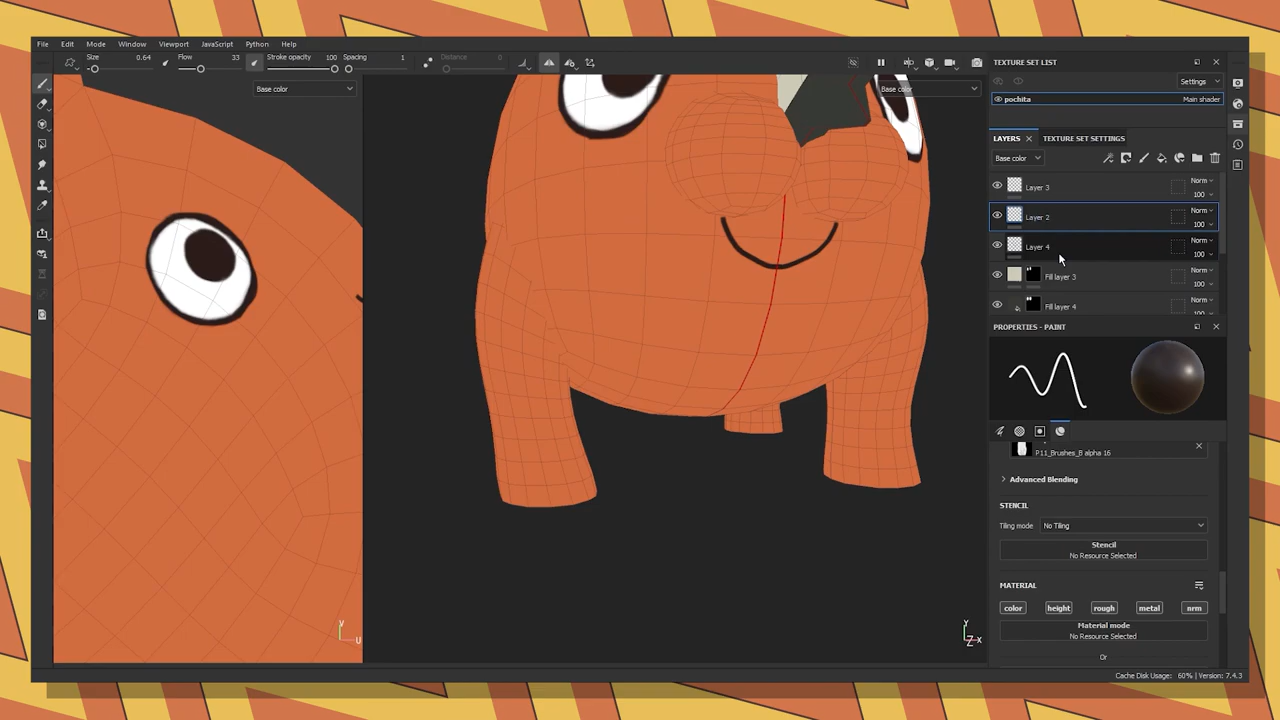 File Edit Mode Window Viewport JavaScript Python Help
Size 0.64 Flow 33 Stroke opacity 100 Spacing 1 Distance 0
Base color
Base color
TEXTURE SET LIST
Settings
pochita Main shader
LAYERS TEXTURE SET SETTINGS
Base color
Layer 3 Norm 100
Layer 2 Norm 100
Layer 4 Norm 100
Fill layer 3 Norm 100
Fill layer 4 Norm 100
PROPERTIES - PAINT
P11_Brushes_B alpha 16
Advanced Blending
STENCIL
Tiling mode No Tiling
Stencil
No Resource Selected
MATERIAL
color height rough metal nrm
Material mode
No Resource Selected
Or
V
U
Y
Z X
Cache Disk Usage: 60% | Version: 7.4.3